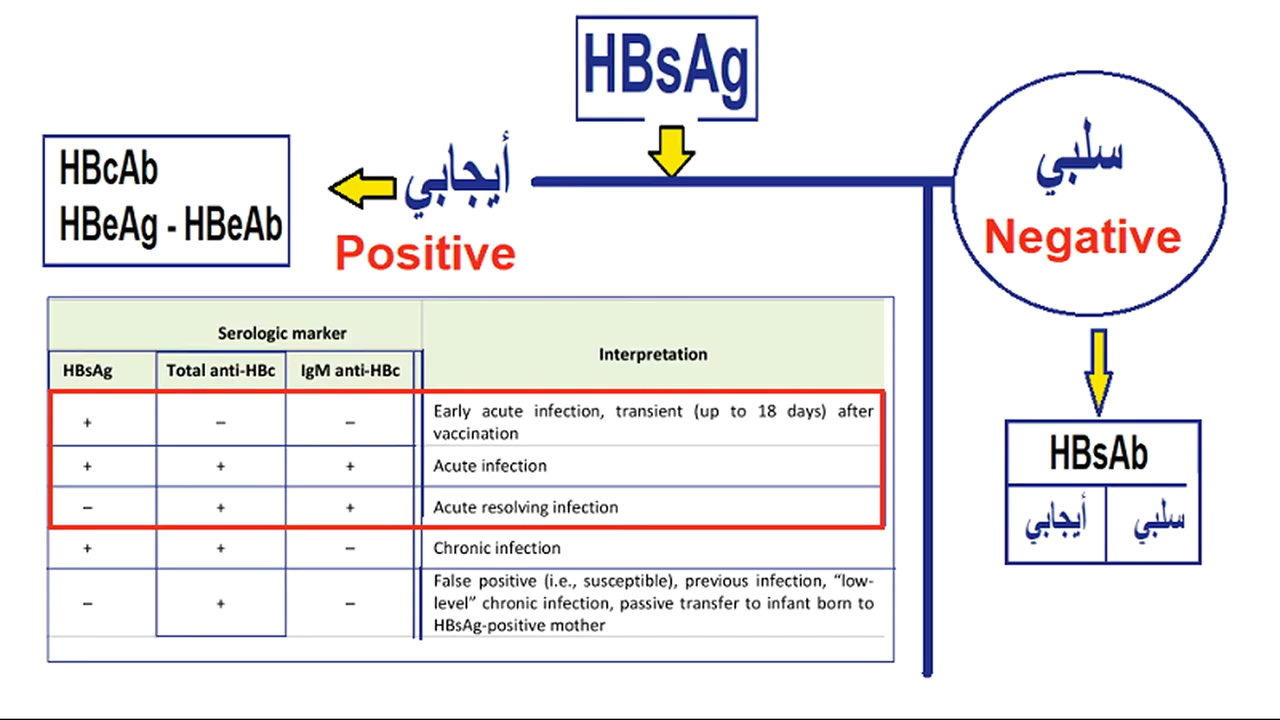 HBsAg
HBcAb
HBeAg - HBeAb
أيجابي
Positive
سلبي
Negative
Serologic marker
Interpretation
HBsAg
Total anti-HBc
IgM anti-HBc
+ – – Early acute infection, transient (up to 18 days) after
vaccination
+ + + Acute infection
– + + Acute resolving infection
+ + – Chronic infection
– + – False positive (i.e., susceptible), previous infection, “low-
level” chronic infection, passive transfer to infant born to
HBsAg-positive mother
HBsAb
أيجابي
سلبي